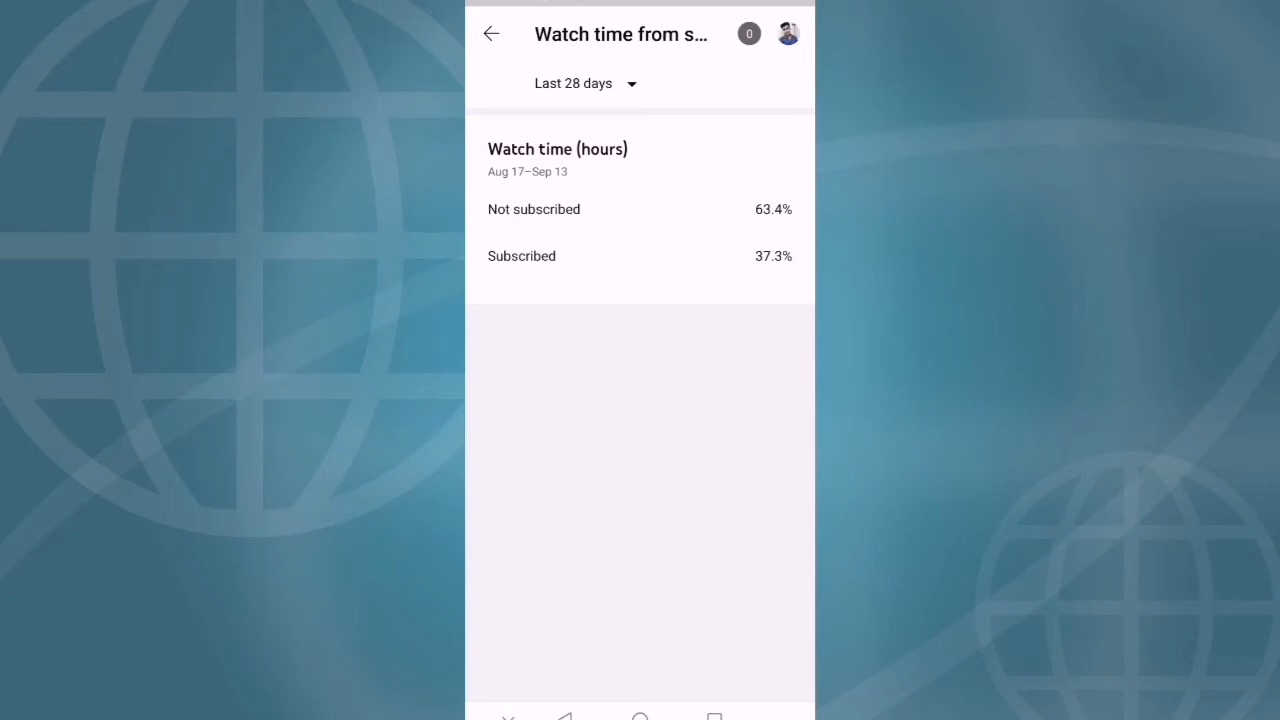 Watch time from s...
0
Last 28 days
Watch time (hours)
Aug 17–Sep 13
Not subscribed 63.4%
Subscribed 37.3%